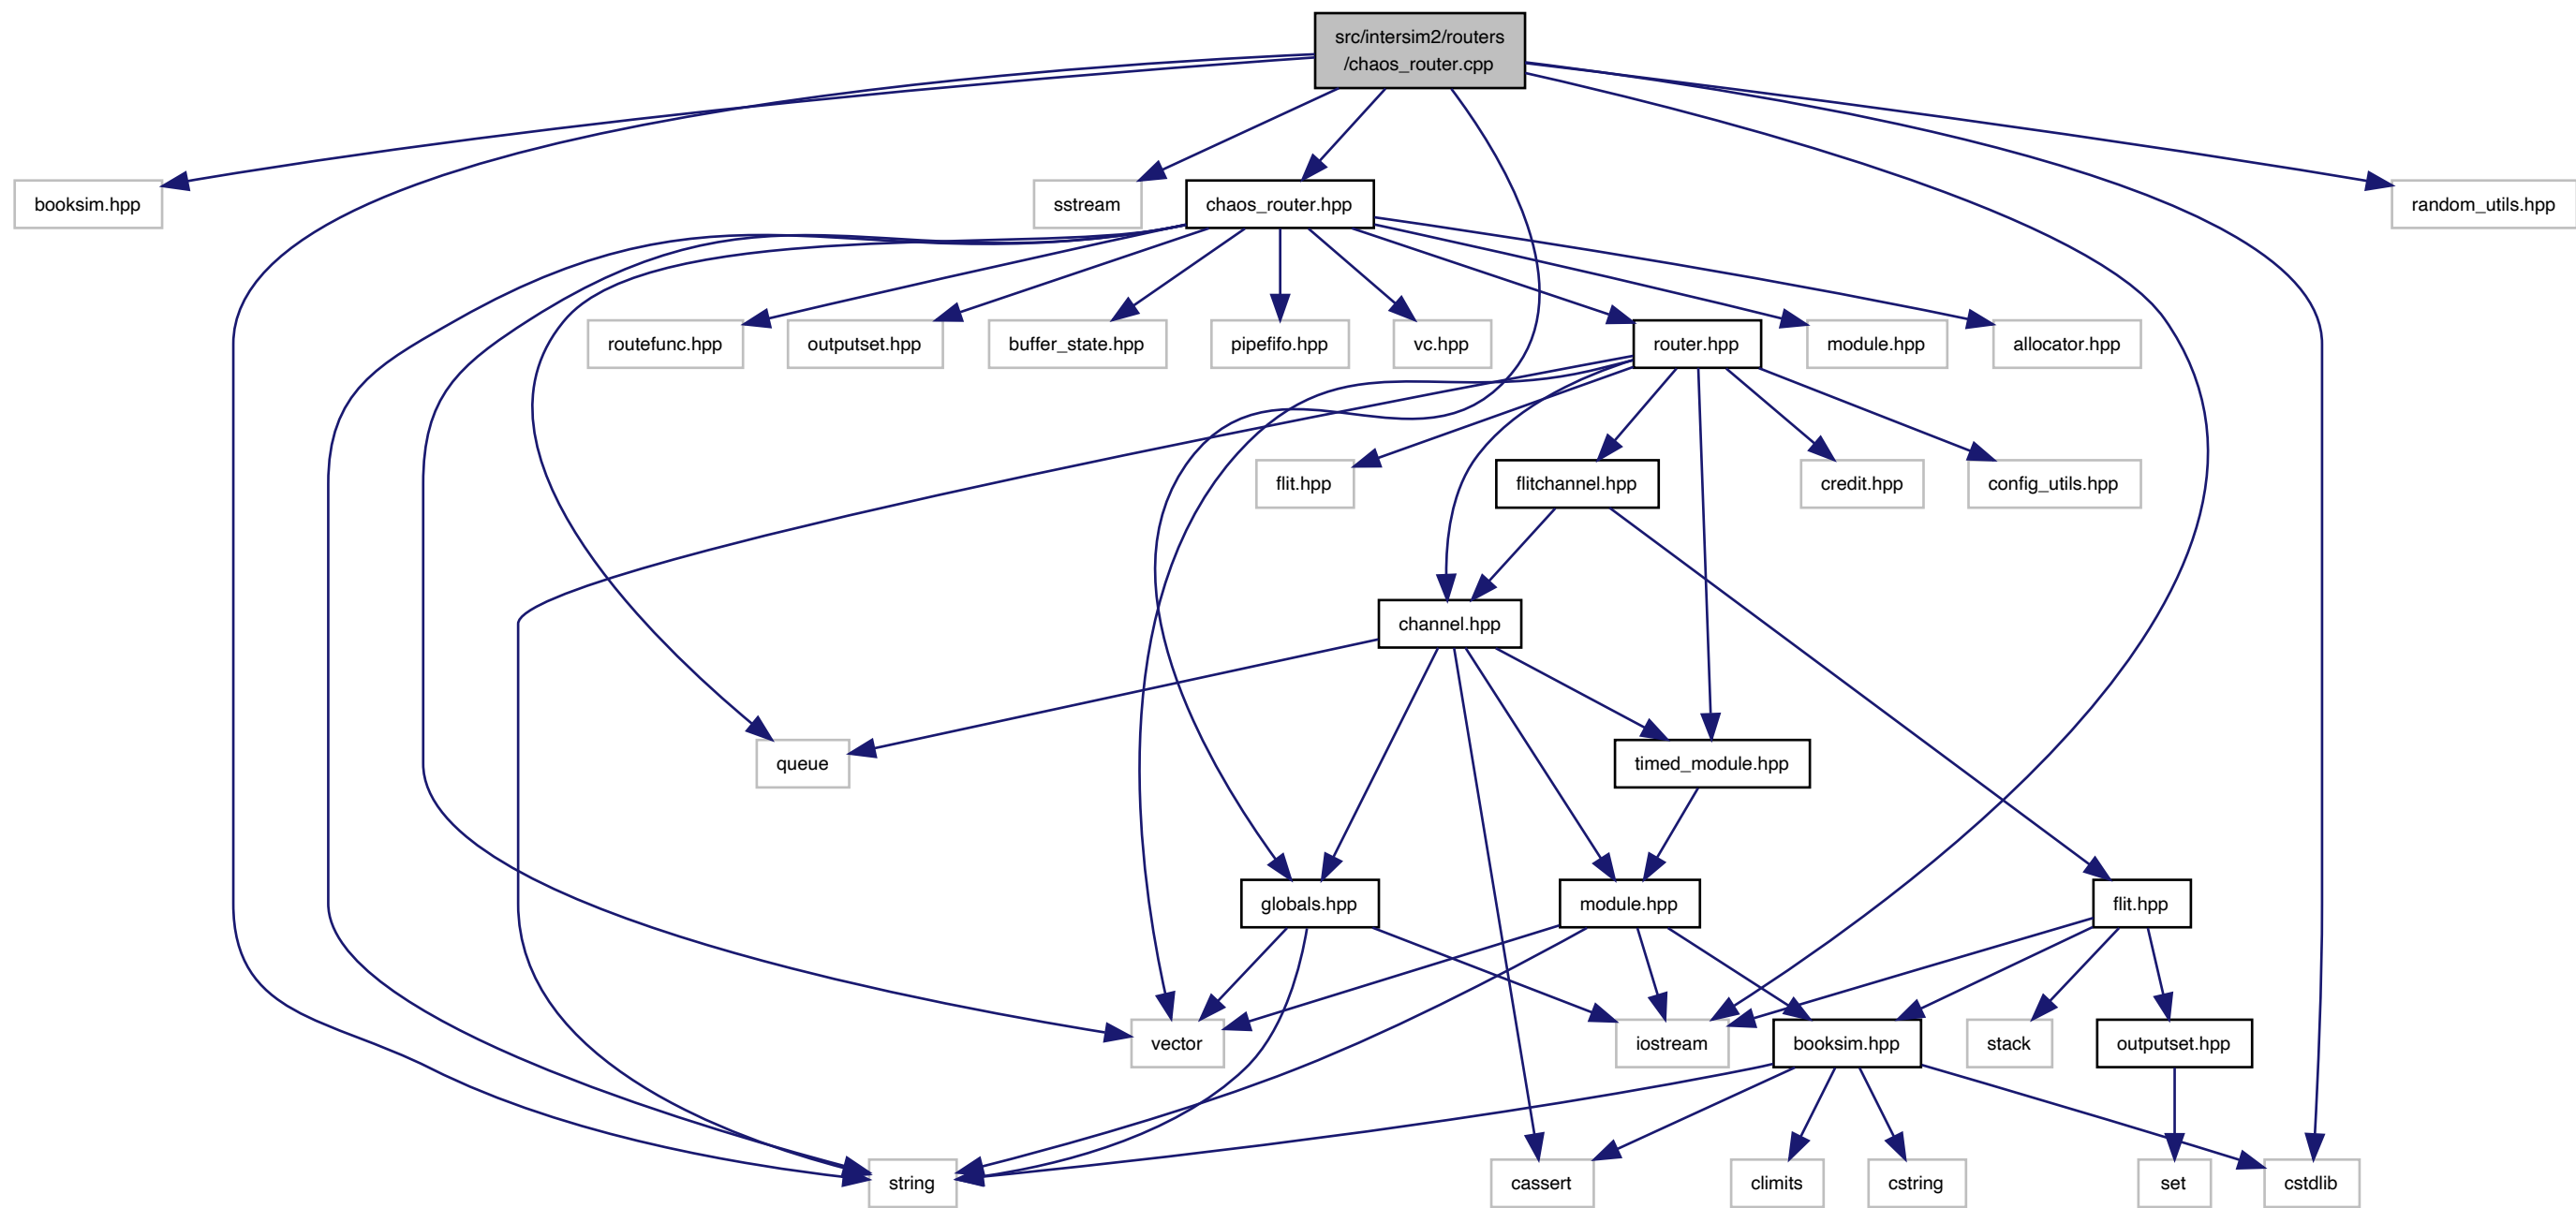 src/intersim2/routers
/chaos_router.cpp
booksim.hpp
sstream
chaos_router.hpp
random_utils.hpp
routefunc.hpp
outputset.hpp
buffer_state.hpp
pipefifo.hpp
vc.hpp
router.hpp
module.hpp
allocator.hpp
flit.hpp
flitchannel.hpp
credit.hpp
config_utils.hpp
channel.hpp
queue
timed_module.hpp
globals.hpp
module.hpp
flit.hpp
vector
iostream
booksim.hpp
stack
outputset.hpp
string
cassert
climits
cstring
set
cstdlib